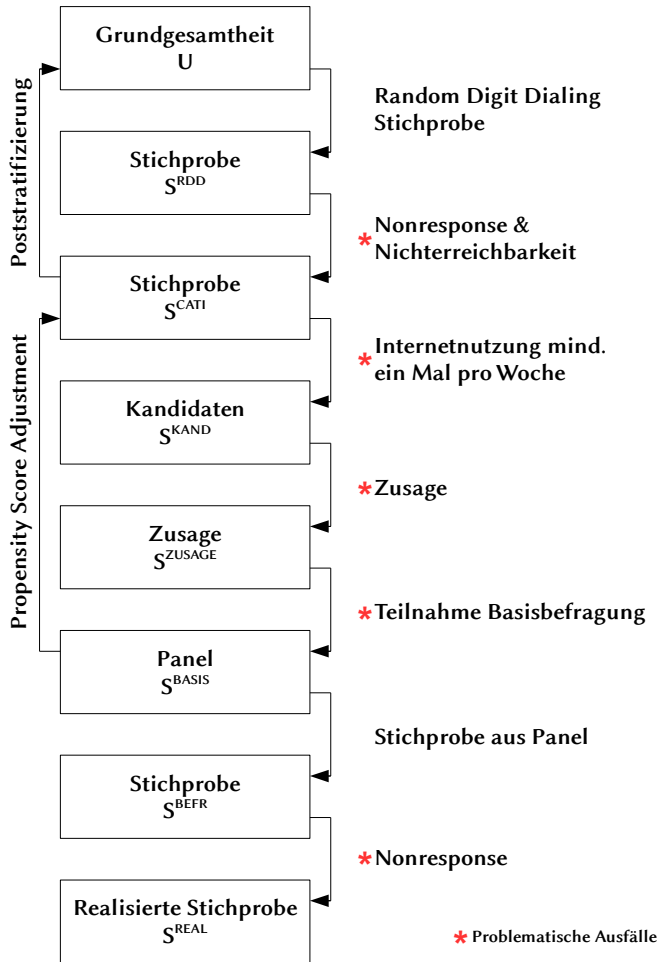 Grundgesamtheit
U
Random Digit Dialing
Stichprobe
Stichprobe
S^RDD
* Nonresponse &
Nichterreichbarkeit
Stichprobe
S^CATI
* Internetnutzung mind.
ein Mal pro Woche
Kandidaten
S^KAND
* Zusage
Zusage
S^ZUSAGE
* Teilnahme Basisbefragung
Panel
S^BASIS
Stichprobe aus Panel
Stichprobe
S^BEFR
* Nonresponse
Realisierte Stichprobe
S^REAL
* Problematische Ausfälle
Poststratifizierung
Propensity Score Adjustment